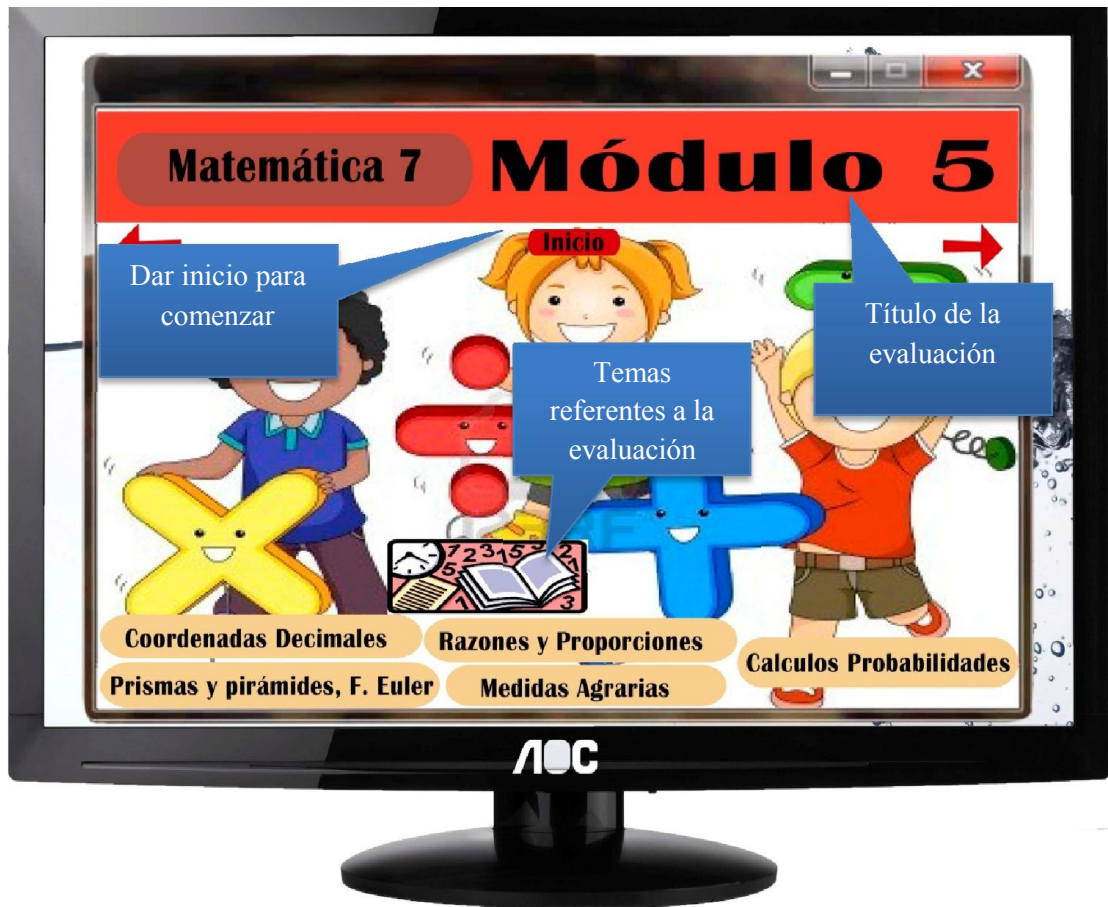 Matemática 7
Módulo 5
Inicio
Dar inicio para
comenzar
Título de la
evaluación
Temas
referentes a la
evaluación
Coordenadas Decimales
Razones y Proporciones
Calculos Probabilidades
Prismas y pirámides, F. Euler
Medidas Agrarias
AOC